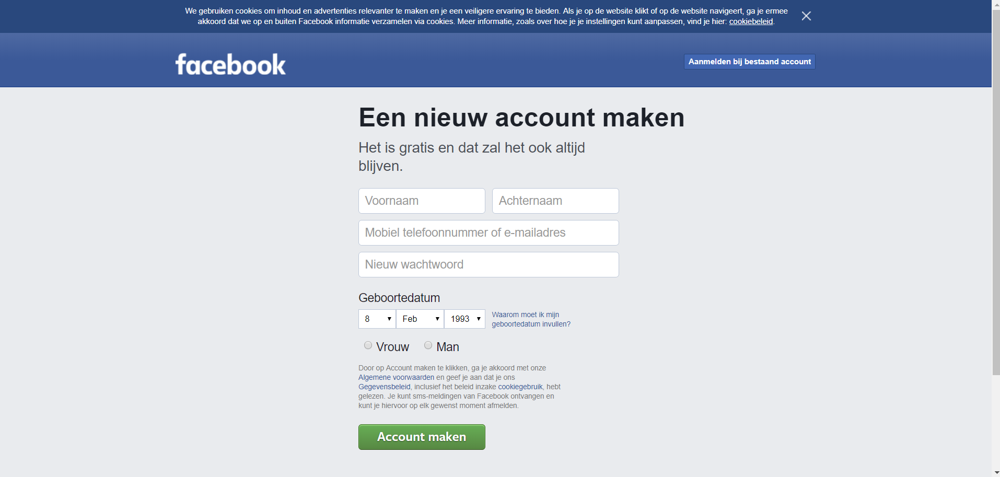 We gebruiken cookies om inhoud en advertenties relevanter te maken en je een veiligere ervaring te bieden. Als je op de website klikt of op de website navigeert, ga je ermee
akkoord dat we op en buiten Facebook informatie verzamelen via cookies. Meer informatie, zoals over hoe je je instellingen kunt aanpassen, vind je hier: cookiebeleid.
facebook
Aanmelden bij bestaand account
Een nieuw account maken
Het is gratis en dat zal het ook altijd
blijven.
Voornaam
Achternaam
Mobiel telefoonnummer of e-mailadres
Nieuw wachtwoord
Geboortedatum
8
Feb
1993
Waarom moet ik mijn
geboortedatum invullen?
Vrouw
Man
Door op Account maken te klikken, ga je akkoord met onze
Algemene voorwaarden en geef je aan dat je ons
Gegevensbeleid, inclusief het beleid inzake cookiegebruik, hebt
gelezen. Je kunt sms-meldingen van Facebook ontvangen en
kunt je hiervoor op elk gewenst moment afmelden.
Account maken